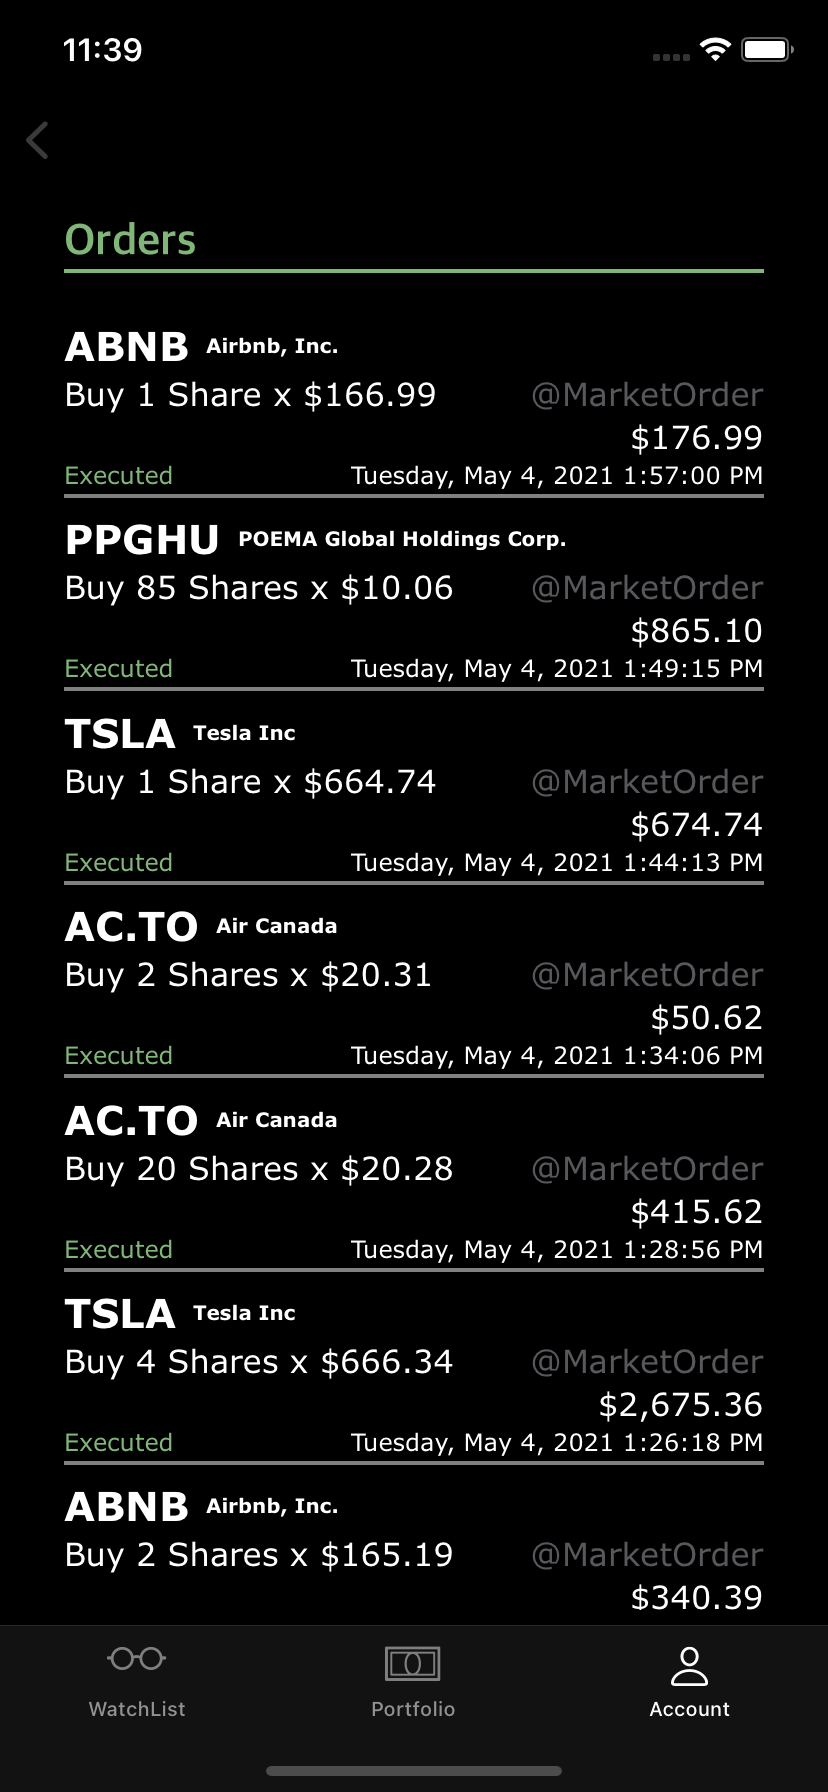 11:39
Orders
ABNB Airbnb, Inc.
Buy 1 Share x $166.99 @MarketOrder
$176.99
Executed Tuesday, May 4, 2021 1:57:00 PM
PPGHU POEMA Global Holdings Corp.
Buy 85 Shares x $10.06 @MarketOrder
$865.10
Executed Tuesday, May 4, 2021 1:49:15 PM
TSLA Tesla Inc
Buy 1 Share x $664.74 @MarketOrder
$674.74
Executed Tuesday, May 4, 2021 1:44:13 PM
AC.TO Air Canada
Buy 2 Shares x $20.31 @MarketOrder
$50.62
Executed Tuesday, May 4, 2021 1:34:06 PM
AC.TO Air Canada
Buy 20 Shares x $20.28 @MarketOrder
$415.62
Executed Tuesday, May 4, 2021 1:28:56 PM
TSLA Tesla Inc
Buy 4 Shares x $666.34 @MarketOrder
$2,675.36
Executed Tuesday, May 4, 2021 1:26:18 PM
ABNB Airbnb, Inc.
Buy 2 Shares x $165.19 @MarketOrder
$340.39
WatchList Portfolio Account